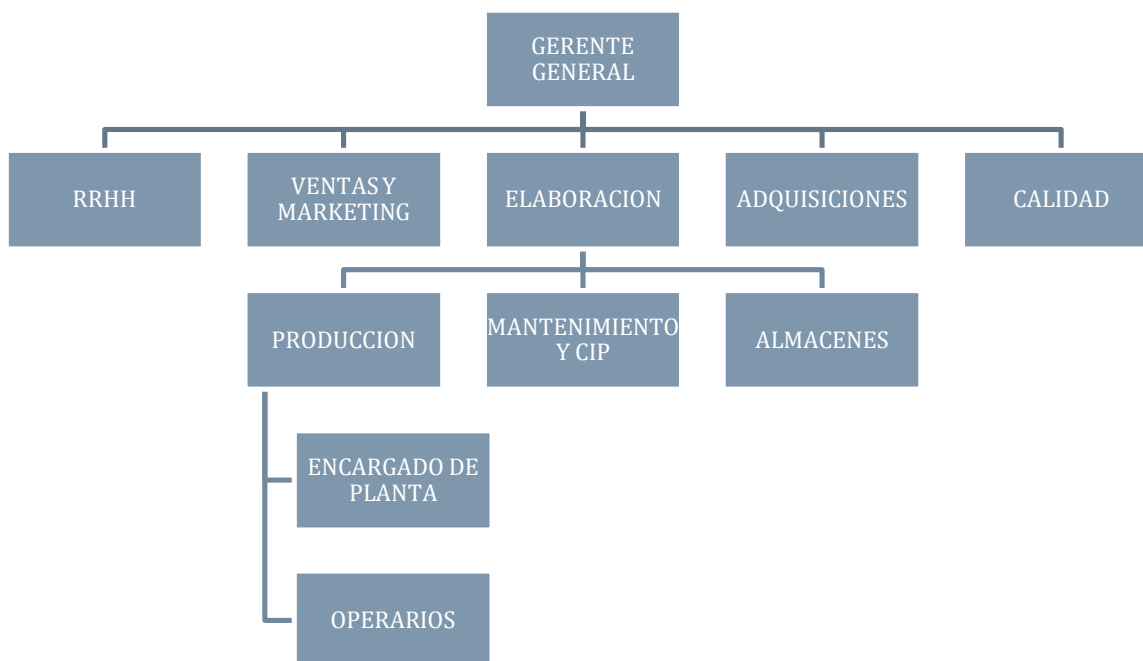 GERENTE
GENERAL
RRHH
VENTAS Y
MARKETING
ELABORACION
ADQUISICIONES
CALIDAD
PRODUCCION
MANTENIMIENTO
Y CIP
ALMACENES
ENCARGADO DE
PLANTA
OPERARIOS